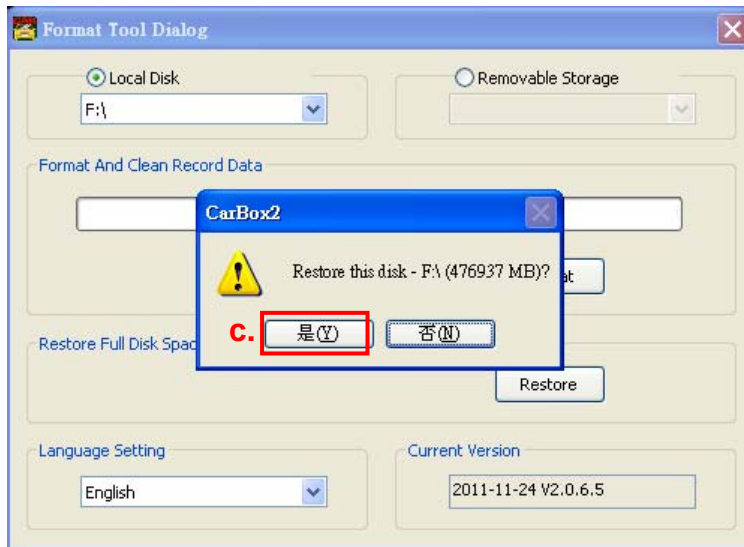 Format Tool Dialog
Local Disk
Removable Storage
F:\
Format And Clean Record Data
CarBox2
Restore this disk - F:\ (476937 MB)?
at
c.
是(Y)
否(N)
Restore Full Disk Spac
Restore
Language Setting
Current Version
English
2011-11-24 V2.0.6.5